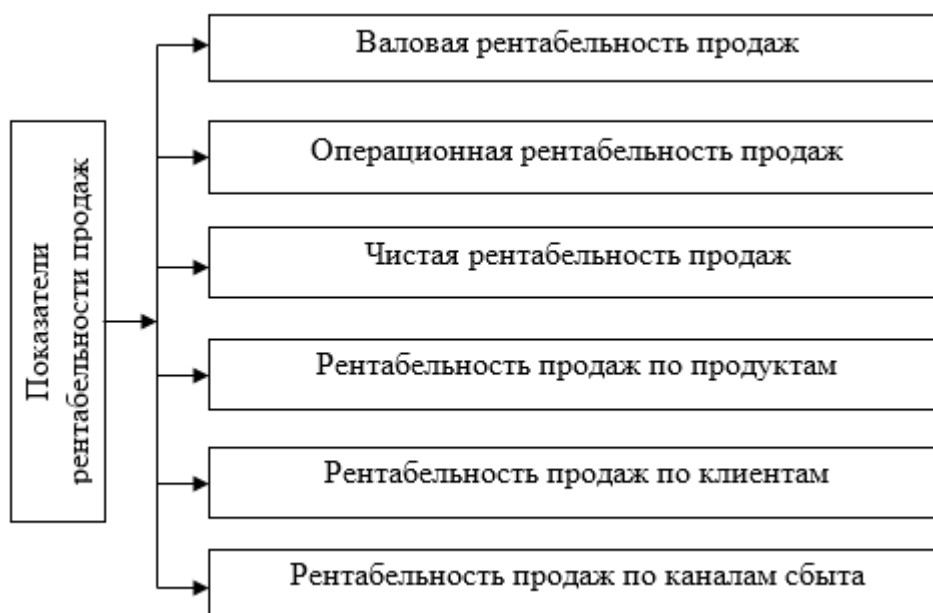 Показатели
рентабельности продаж
Валовая рентабельность продаж
Операционная рентабельность продаж
Чистая рентабельность продаж
Рентабельность продаж по продуктам
Рентабельность продаж по клиентам
Рентабельность продаж по каналам сбыта